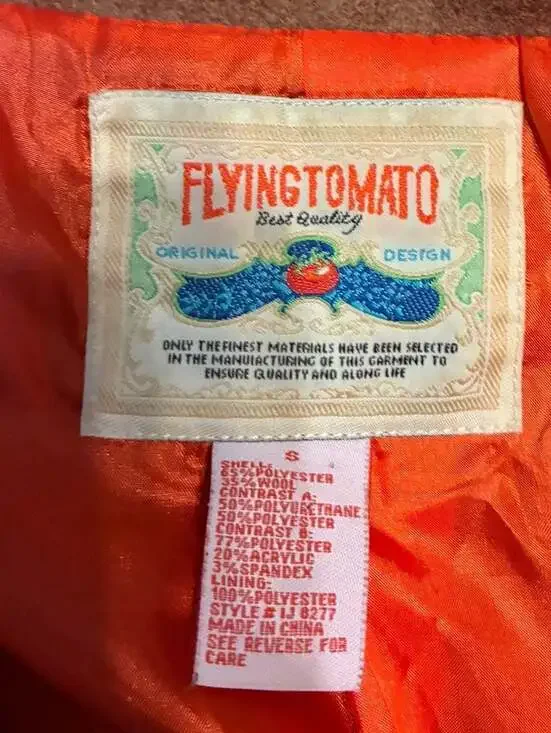 FLYINGTOMATO
Best Quality
ORIGINAL DESIGN
ONLY THEFINEST MATERIALS HAVE BEEN SELECTED
IN THE MANUIACTURING OF THIS GARMENT TO
ENSURE QUALITY AND ALONG LIFE
S
SHELL:
65%POLYESTER
35%WOOL
CONTRAST A:
50%POLYURETHANE
50%POLYESTER
CONTRAST B:
77%POLYESTER
20%ACRYLIC
3%SPANDEX
LINING:
100%POLYESTER
STYLE# IJ 8277
MADE IN CHINA
SEE REVERSE FOR
CARE